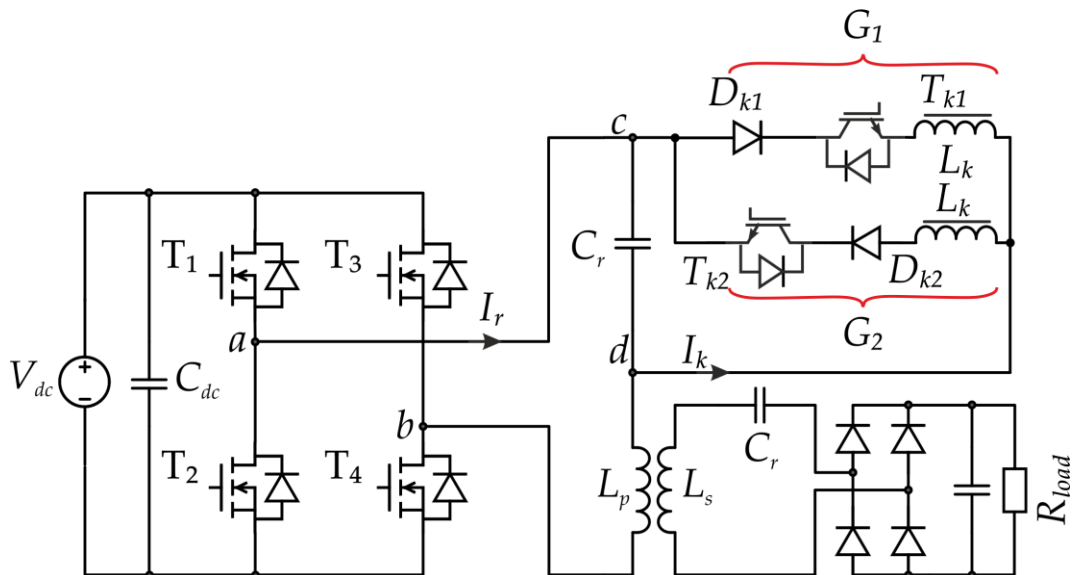 G1
Dk1
Tk1
c
Lk
Lk
T1
T3
Cr
Tk2
Dk2
Ir
G2
a
d
Ik
Vdc
Cdc
b
Cr
T2
T4
Lp
Ls
Rload